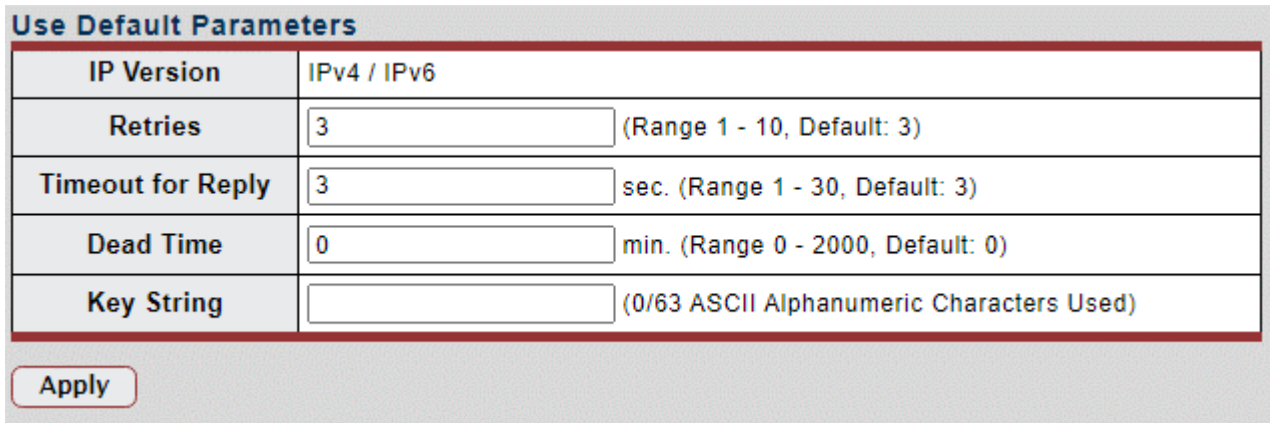 Use Default Parameters
IP Version IPv4 / IPv6
Retries 3 (Range 1 - 10, Default: 3)
Timeout for Reply 3 sec. (Range 1 - 30, Default: 3)
Dead Time 0 min. (Range 0 - 2000, Default: 0)
Key String (0/63 ASCII Alphanumeric Characters Used)
Apply